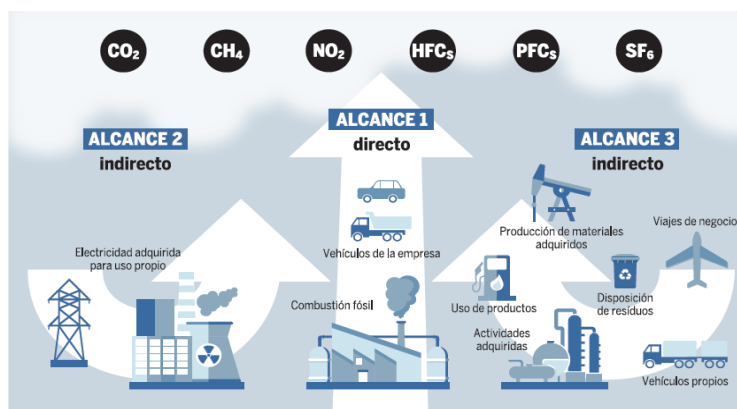 CO₂ CH₄ NO₂ HFCs PFCs SF₆
ALCANCE 2
indirecto
ALCANCE 1
directo
ALCANCE 3
indirecto
Electricidad adquirida
para uso propio
Vehículos de la empresa
Combustión fósil
Producción de materiales
adquiridos
Viajes de negocio
Uso de productos
Disposición
de resíduos
Actividades
adquiridas
Vehículos propios